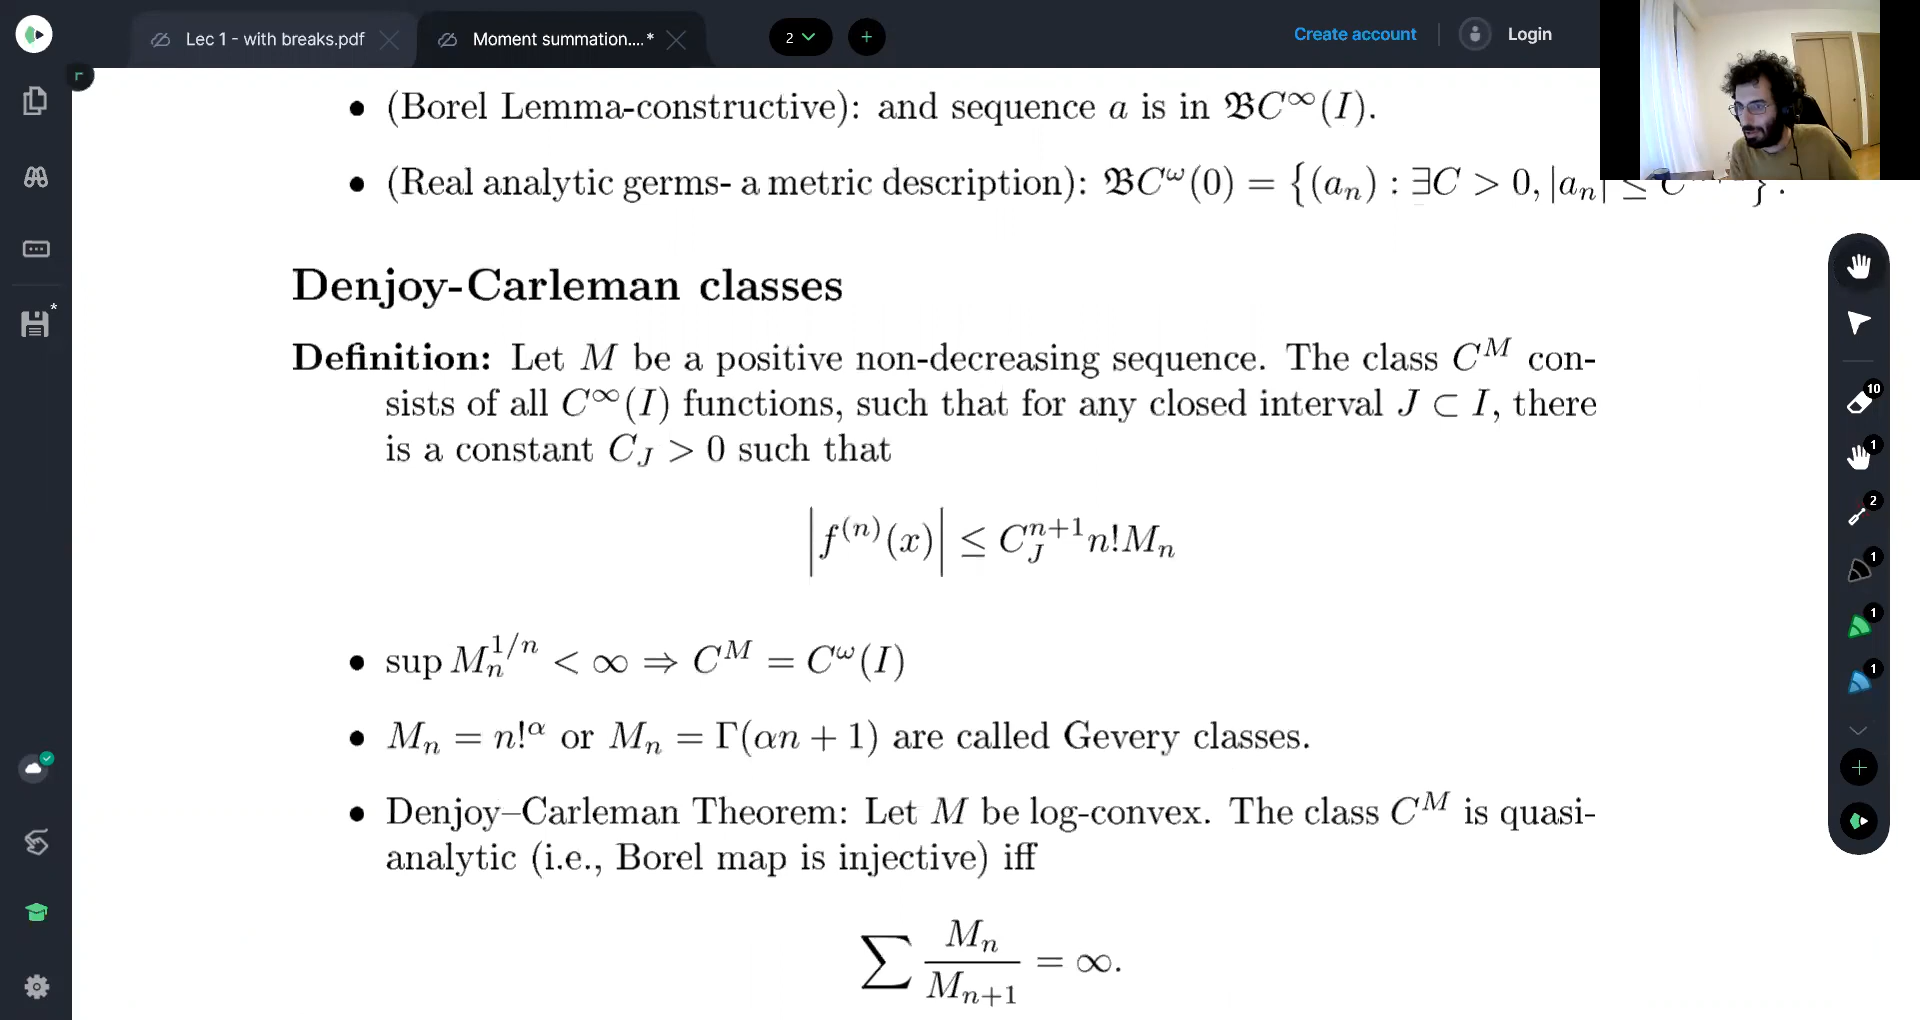 Lec 1 - with breaks.pdf
Moment summation....*
2
Create account
Login
• (Borel Lemma-constructive): and sequence a is in 𝔅C^∞(I).
• (Real analytic germs- a metric description): 𝔅C^ω(0) = {(a_n) : ∃C > 0, |a_n| ≤ C }.
Denjoy-Carleman classes
Definition: Let M be a positive non-decreasing sequence. The class C^M con-
sists of all C^∞(I) functions, such that for any closed interval J ⊂ I, there
is a constant C_J > 0 such that
|f^{(n)}(x)| ≤ C_J^{n+1} n! M_n
• sup M_n^{1/n} < ∞ ⇒ C^M = C^ω(I)
• M_n = n!^α or M_n = Γ(αn + 1) are called Gevery classes.
• Denjoy–Carleman Theorem: Let M be log-convex. The class C^M is quasi-
analytic (i.e., Borel map is injective) iff
∑ M_n / M_{n+1} = ∞.
10
1
2
1
1
1